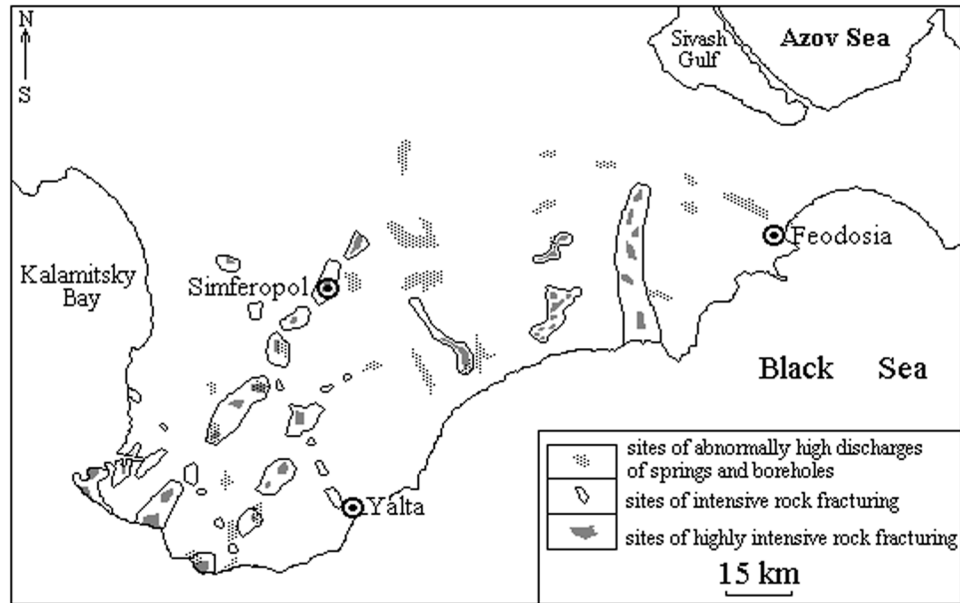 N
S
Sivash
Gulf
Azov Sea
Kalamitsky
Bay
Simferopol
Feodosia
Black Sea
Yalta
sites of abnormally high discharges
of springs and boreholes
sites of intensive rock fracturing
sites of highly intensive rock fracturing
15 km